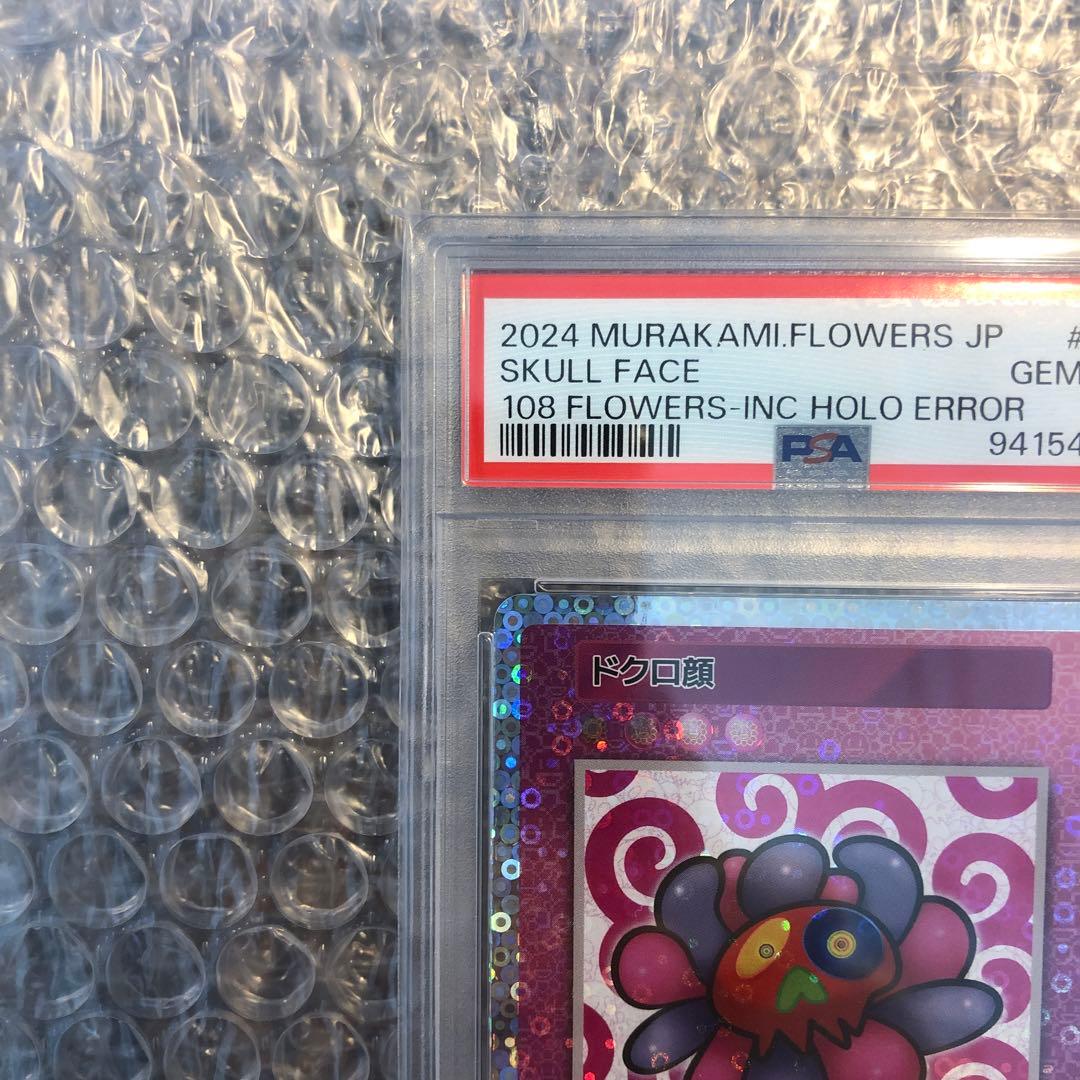 2024 MURAKAMI.FLOWERS JP #
SKULL FACE GEM
108 FLOWERS-INC HOLO ERROR
PSA 94154
ドクロ顔